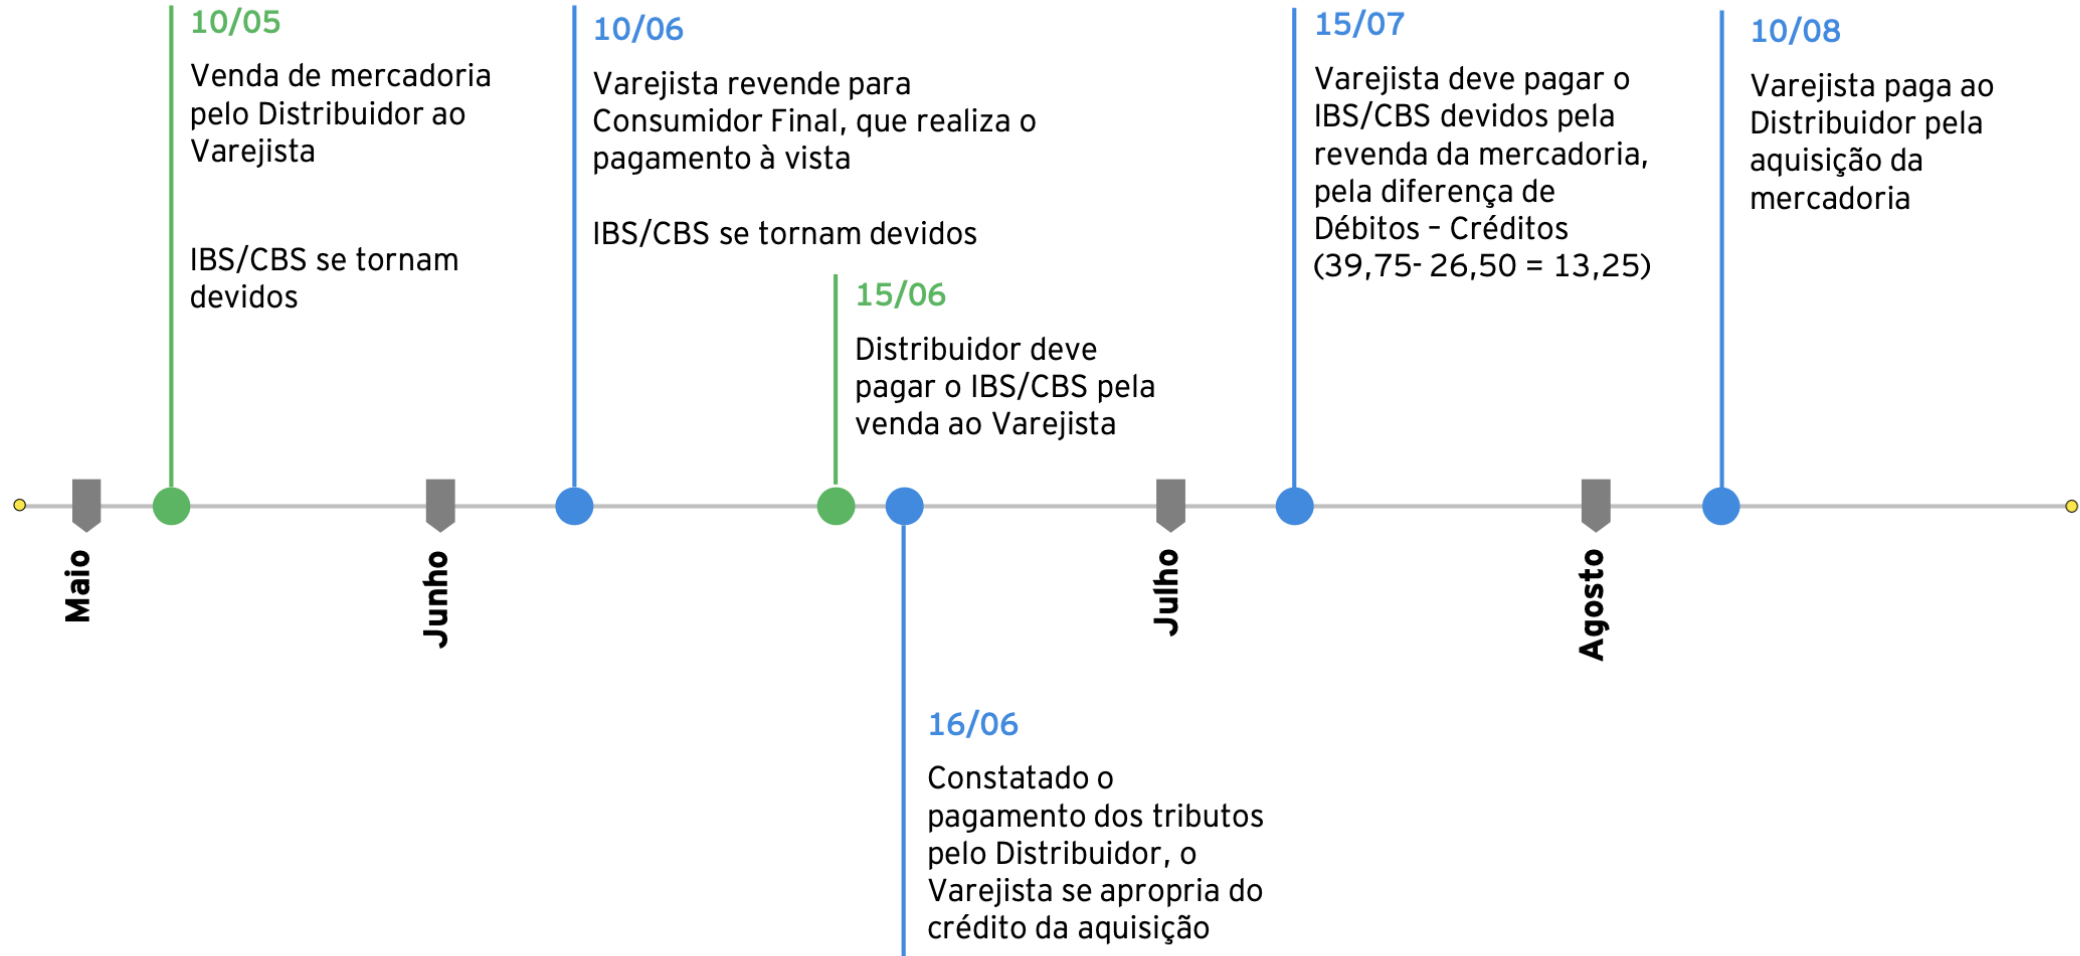 10/05
Venda de mercadoria
pelo Distribuidor ao
Varejista
IBS/CBS se tornam
devidos
10/06
Varejista revende para
Consumidor Final, que realiza o
pagamento à vista
IBS/CBS se tornam devidos
15/06
Distribuidor deve
pagar o IBS/CBS pela
venda ao Varejista
15/07
Varejista deve pagar o
IBS/CBS devidos pela
revenda da mercadoria,
pela diferença de
Débitos – Créditos
(39,75- 26,50 = 13,25)
10/08
Varejista paga ao
Distribuidor pela
aquisição da
mercadoria
Maio
Junho
Julho
Agosto
16/06
Constatado o
pagamento dos tributos
pelo Distribuidor, o
Varejista se apropria do
crédito da aquisição